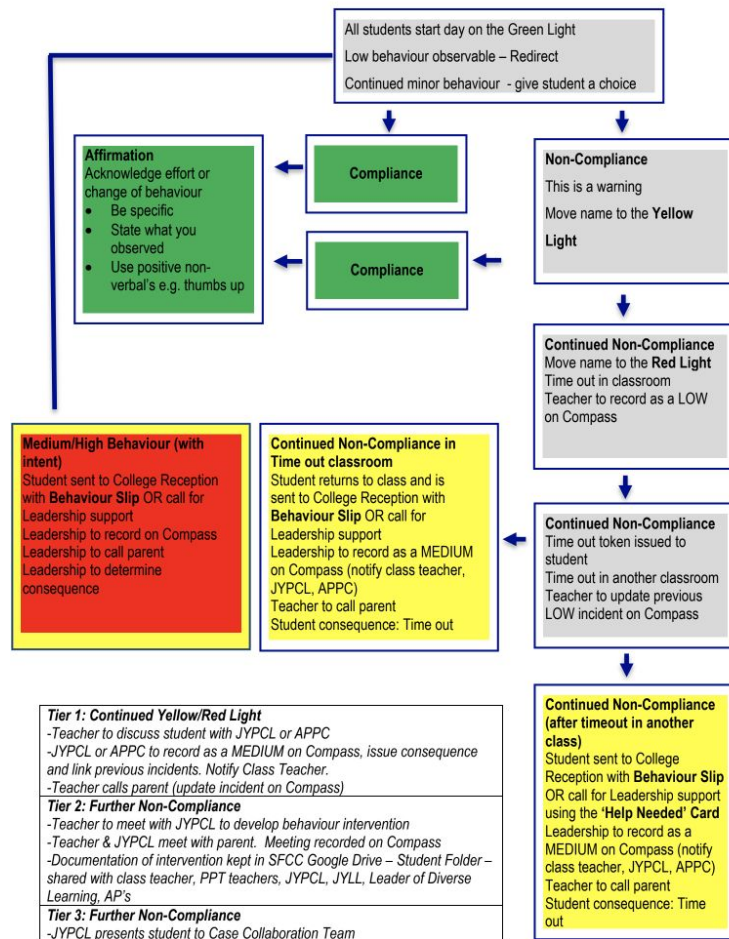 All students start day on the Green Light
Low behaviour observable – Redirect
Continued minor behaviour  - give student a choice
Affirmation
Acknowledge effort or
change of behaviour
• Be specific
• State what you
observed
• Use positive non-
verbal's e.g. thumbs up
Compliance
Compliance
Non-Compliance
This is a warning
Move name to the Yellow
Light
Continued Non-Compliance
Move name to the Red Light
Time out in classroom
Teacher to record as a LOW
on Compass
Medium/High Behaviour (with
intent)
Student sent to College Reception
with Behaviour Slip OR call for
Leadership support
Leadership to record on Compass
Leadership to call parent
Leadership to determine
consequence
Continued Non-Compliance in
Time out classroom
Student returns to class and is
sent to College Reception with
Behaviour Slip OR call for
Leadership support
Leadership to record as a MEDIUM
on Compass (notify class teacher,
JYPCL, APPC)
Teacher to call parent
Student consequence: Time out
Continued Non-Compliance
Time out token issued to
student
Time out in another classroom
Teacher to update previous
LOW incident on Compass
Continued Non-Compliance
(after timeout in another
class)
Student sent to College
Reception with Behaviour Slip
OR call for Leadership support
using the 'Help Needed' Card
Leadership to record as a
MEDIUM on Compass (notify
class teacher, JYPCL, APPC)
Teacher to call parent
Student consequence: Time
out
Tier 1: Continued Yellow/Red Light
-Teacher to discuss student with JYPCL or APPC
-JYPCL or APPC to record as a MEDIUM on Compass, issue consequence
and link previous incidents. Notify Class Teacher.
-Teacher calls parent (update incident on Compass)
Tier 2: Further Non-Compliance
-Teacher to meet with JYPCL to develop behaviour intervention
-Teacher & JYPCL meet with parent.  Meeting recorded on Compass
-Documentation of intervention kept in SFCC Google Drive – Student Folder –
shared with class teacher, PPT teachers, JYPCL, JYLL, Leader of Diverse
Learning, AP's
Tier 3: Further Non-Compliance
-JYPCL presents student to Case Collaboration Team